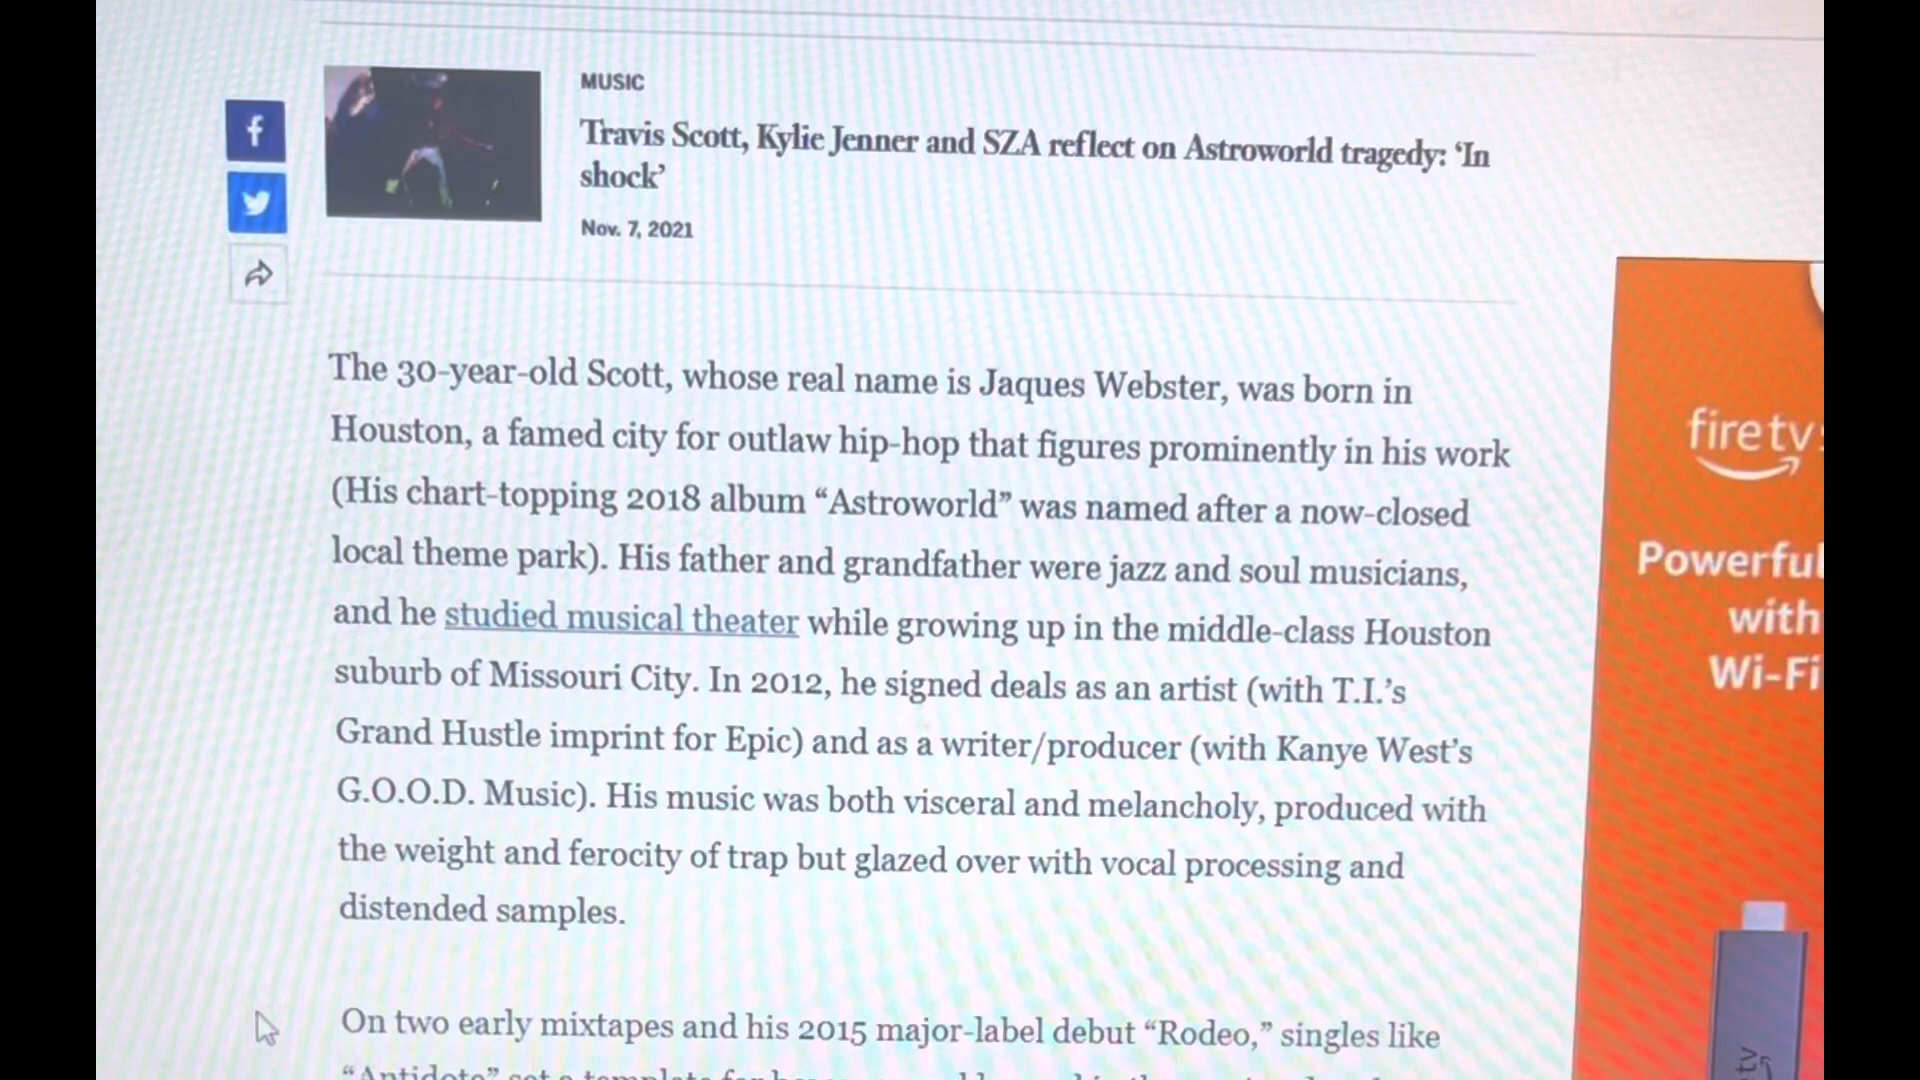 MUSIC
Travis Scott, Kylie Jenner and SZA reflect on Astroworld tragedy: ‘In
shock’
Nov. 7, 2021
The 30-year-old Scott, whose real name is Jaques Webster, was born in
Houston, a famed city for outlaw hip-hop that figures prominently in his work
(His chart-topping 2018 album “Astroworld” was named after a now-closed
local theme park). His father and grandfather were jazz and soul musicians,
and he studied musical theater while growing up in the middle-class Houston
suburb of Missouri City. In 2012, he signed deals as an artist (with T.I.’s
Grand Hustle imprint for Epic) and as a writer/producer (with Kanye West’s
G.O.O.D. Music). His music was both visceral and melancholy, produced with
the weight and ferocity of trap but glazed over with vocal processing and
distended samples.
On two early mixtapes and his 2015 major-label debut “Rodeo,” singles like
“Antidote” set a template for
fire tv
Powerful
with
Wi-Fi
tv